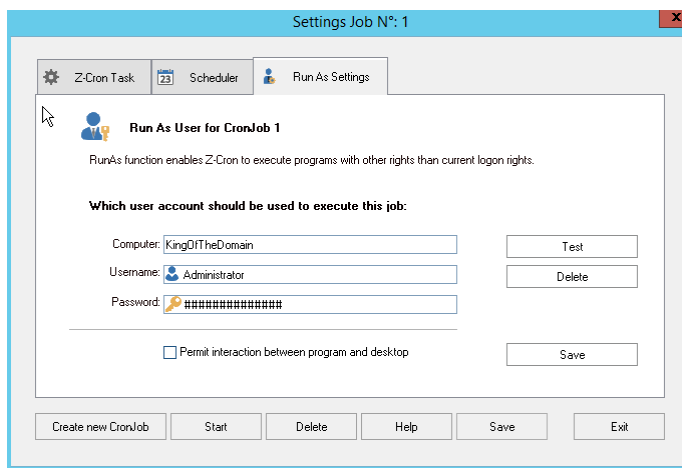 Settings Job N°: 1
x
Z-Cron Task
23
Scheduler
Run As Settings
Run As User for CronJob 1
RunAs function enables Z-Cron to execute programs with other rights than current logon rights.
Which user account should be used to execute this job:
Computer: KingOfTheDomain
Test
Username: Administrator
Delete
Password: ##############
Permit interaction between program and desktop
Save
Create new CronJob
Start
Delete
Help
Save
Exit